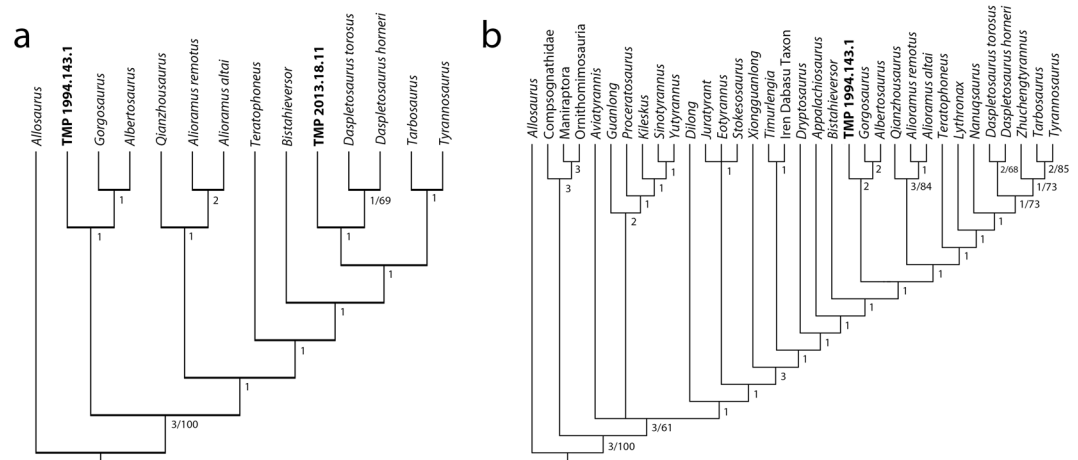 a
Allosaurus
TMP 1994.143.1
Gorgosaurus
Albertosaurus
Qianzhousaurus
Alioramus remotus
Alioramus altai
Teratophoneus
Bistahieversor
TMP 2013.18.11
Daspletosaurus torosus
Daspletosaurus horneri
Tarbosaurus
Tyrannosaurus
1
2
1/69
1
1
1
1
1
1
1
3/100
b
Allosaurus
Compsognathidae
Maniraptora
Ornithomimosauria
Aviatyrannis
Guanlong
Proceratosaurus
Kileskus
Sinotyrannus
Yutyrannus
Dilong
Juratyrant
Eotyrannus
Stokesosaurus
Xiongguanlong
Timurlengia
Iren Dabasu Taxon
Dryptosaurus
Appalachiosaurus
Bistahieversor
TMP 1994.143.1
Gorgosaurus
Albertosaurus
Qianzhousaurus
Alioramus remotus
Alioramus altai
Teratophoneus
Lythronax
Nanuqsaurus
Daspletosaurus torosus
Daspletosaurus horneri
Zhuchengtyrannus
Tarbosaurus
Tyrannosaurus
3
1
1
1
2
1
2/68
2/85
3
1
2
3/84
1/73
1
1/73
2
1
1
1
1
1
1
1
1
1
3
1
1
3/61
3/100